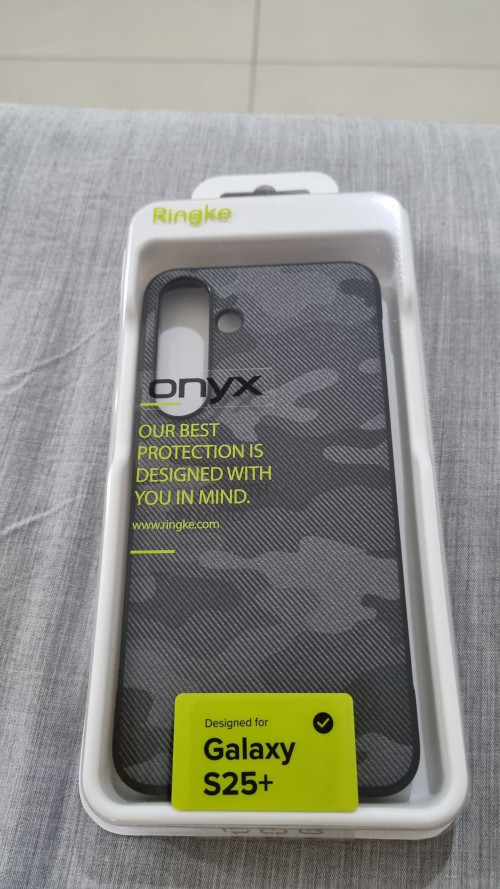 Ringke
onyx
OUR BEST
PROTECTION IS
DESIGNED WITH
YOU IN MIND.
www.ringke.com
Designed for
Galaxy
S25+